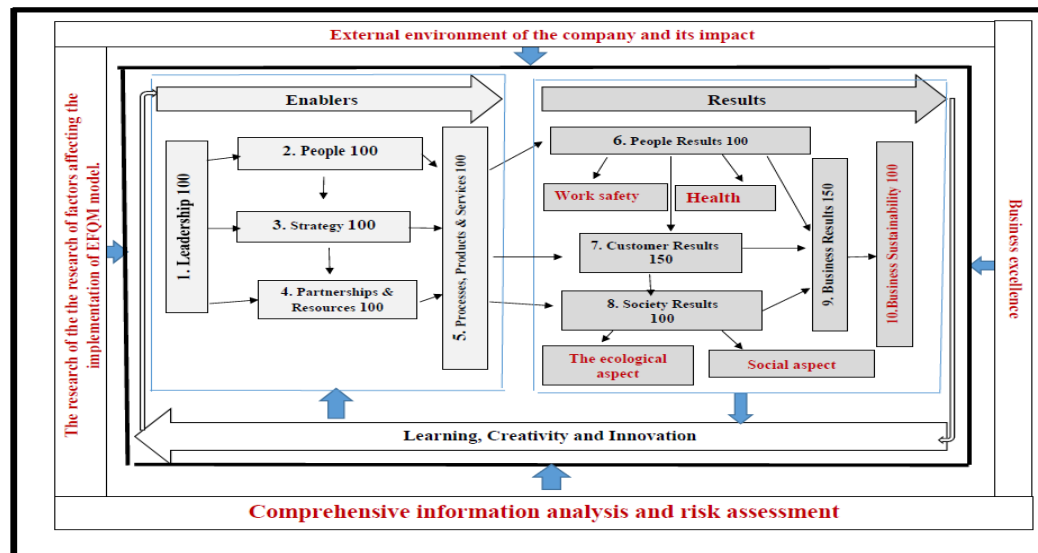 External environment of the company and its impact
The research of the the research of factors affecting the
implementation of EFQM model.
Enablers
Results
1. Leadership 100
2. People 100
3. Strategy 100
4. Partnerships &
Resources 100
5. Processes, Products & Services 100
6. People Results 100
Work safety
Health
7. Customer Results
150
8. Society Results
100
The ecological
aspect
Social aspect
9. Business Results 150
10.Business Sustainability 100
Business excellence
Learning, Creativity and Innovation
Comprehensive information analysis and risk assessment